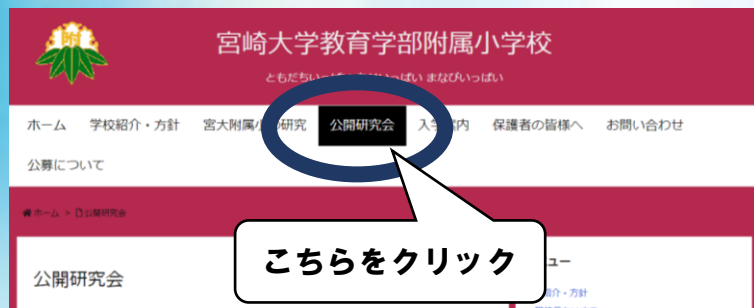 附
宮崎大学教育学部附属小学校
ともだちいっぱい まなびいっぱい
ホーム 学校紹介・方針 宮大附属小 研究 公開研究会 入学 内 保護者の皆様へ お問い合わせ
公募について
ホーム > 公開研究会
こちらをクリック
公開研究会
ュー
紹介・方針